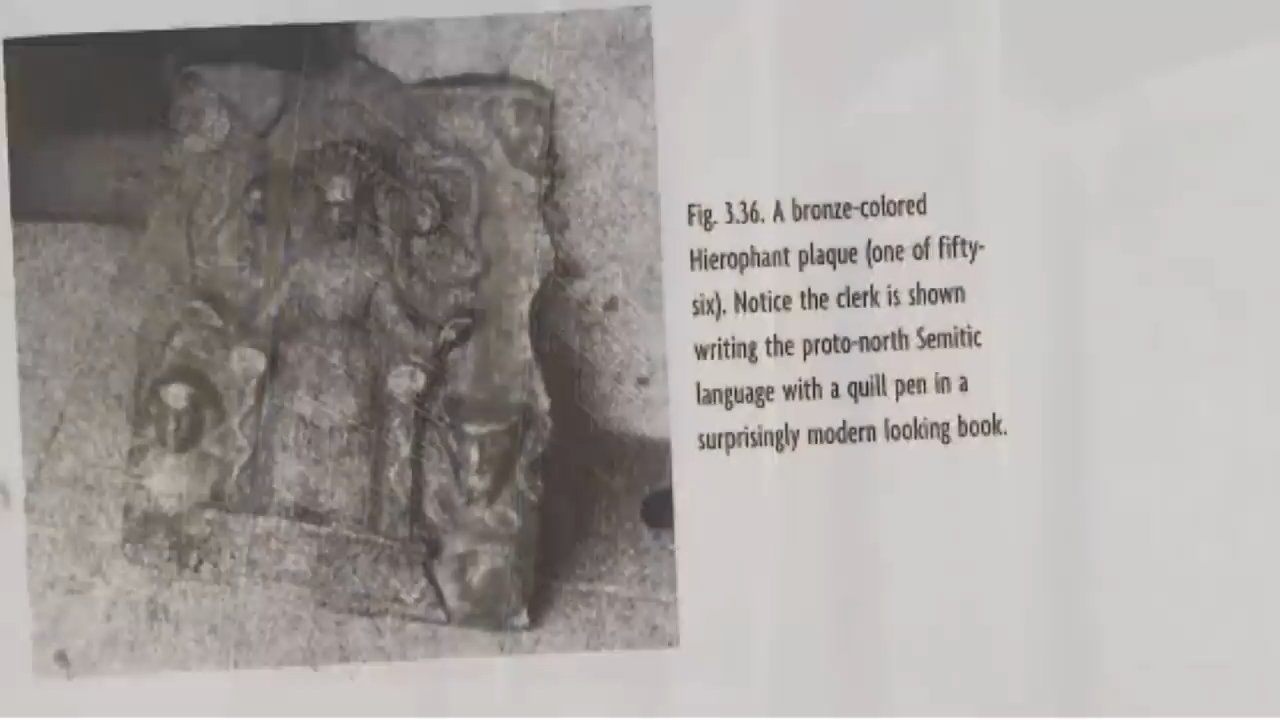 Fig. 3.36. A bronze-colored
Hierophant plaque (one of fifty-
six). Notice the clerk is shown
writing the proto-north Semitic
language with a quill pen in a
surprisingly modern looking book.